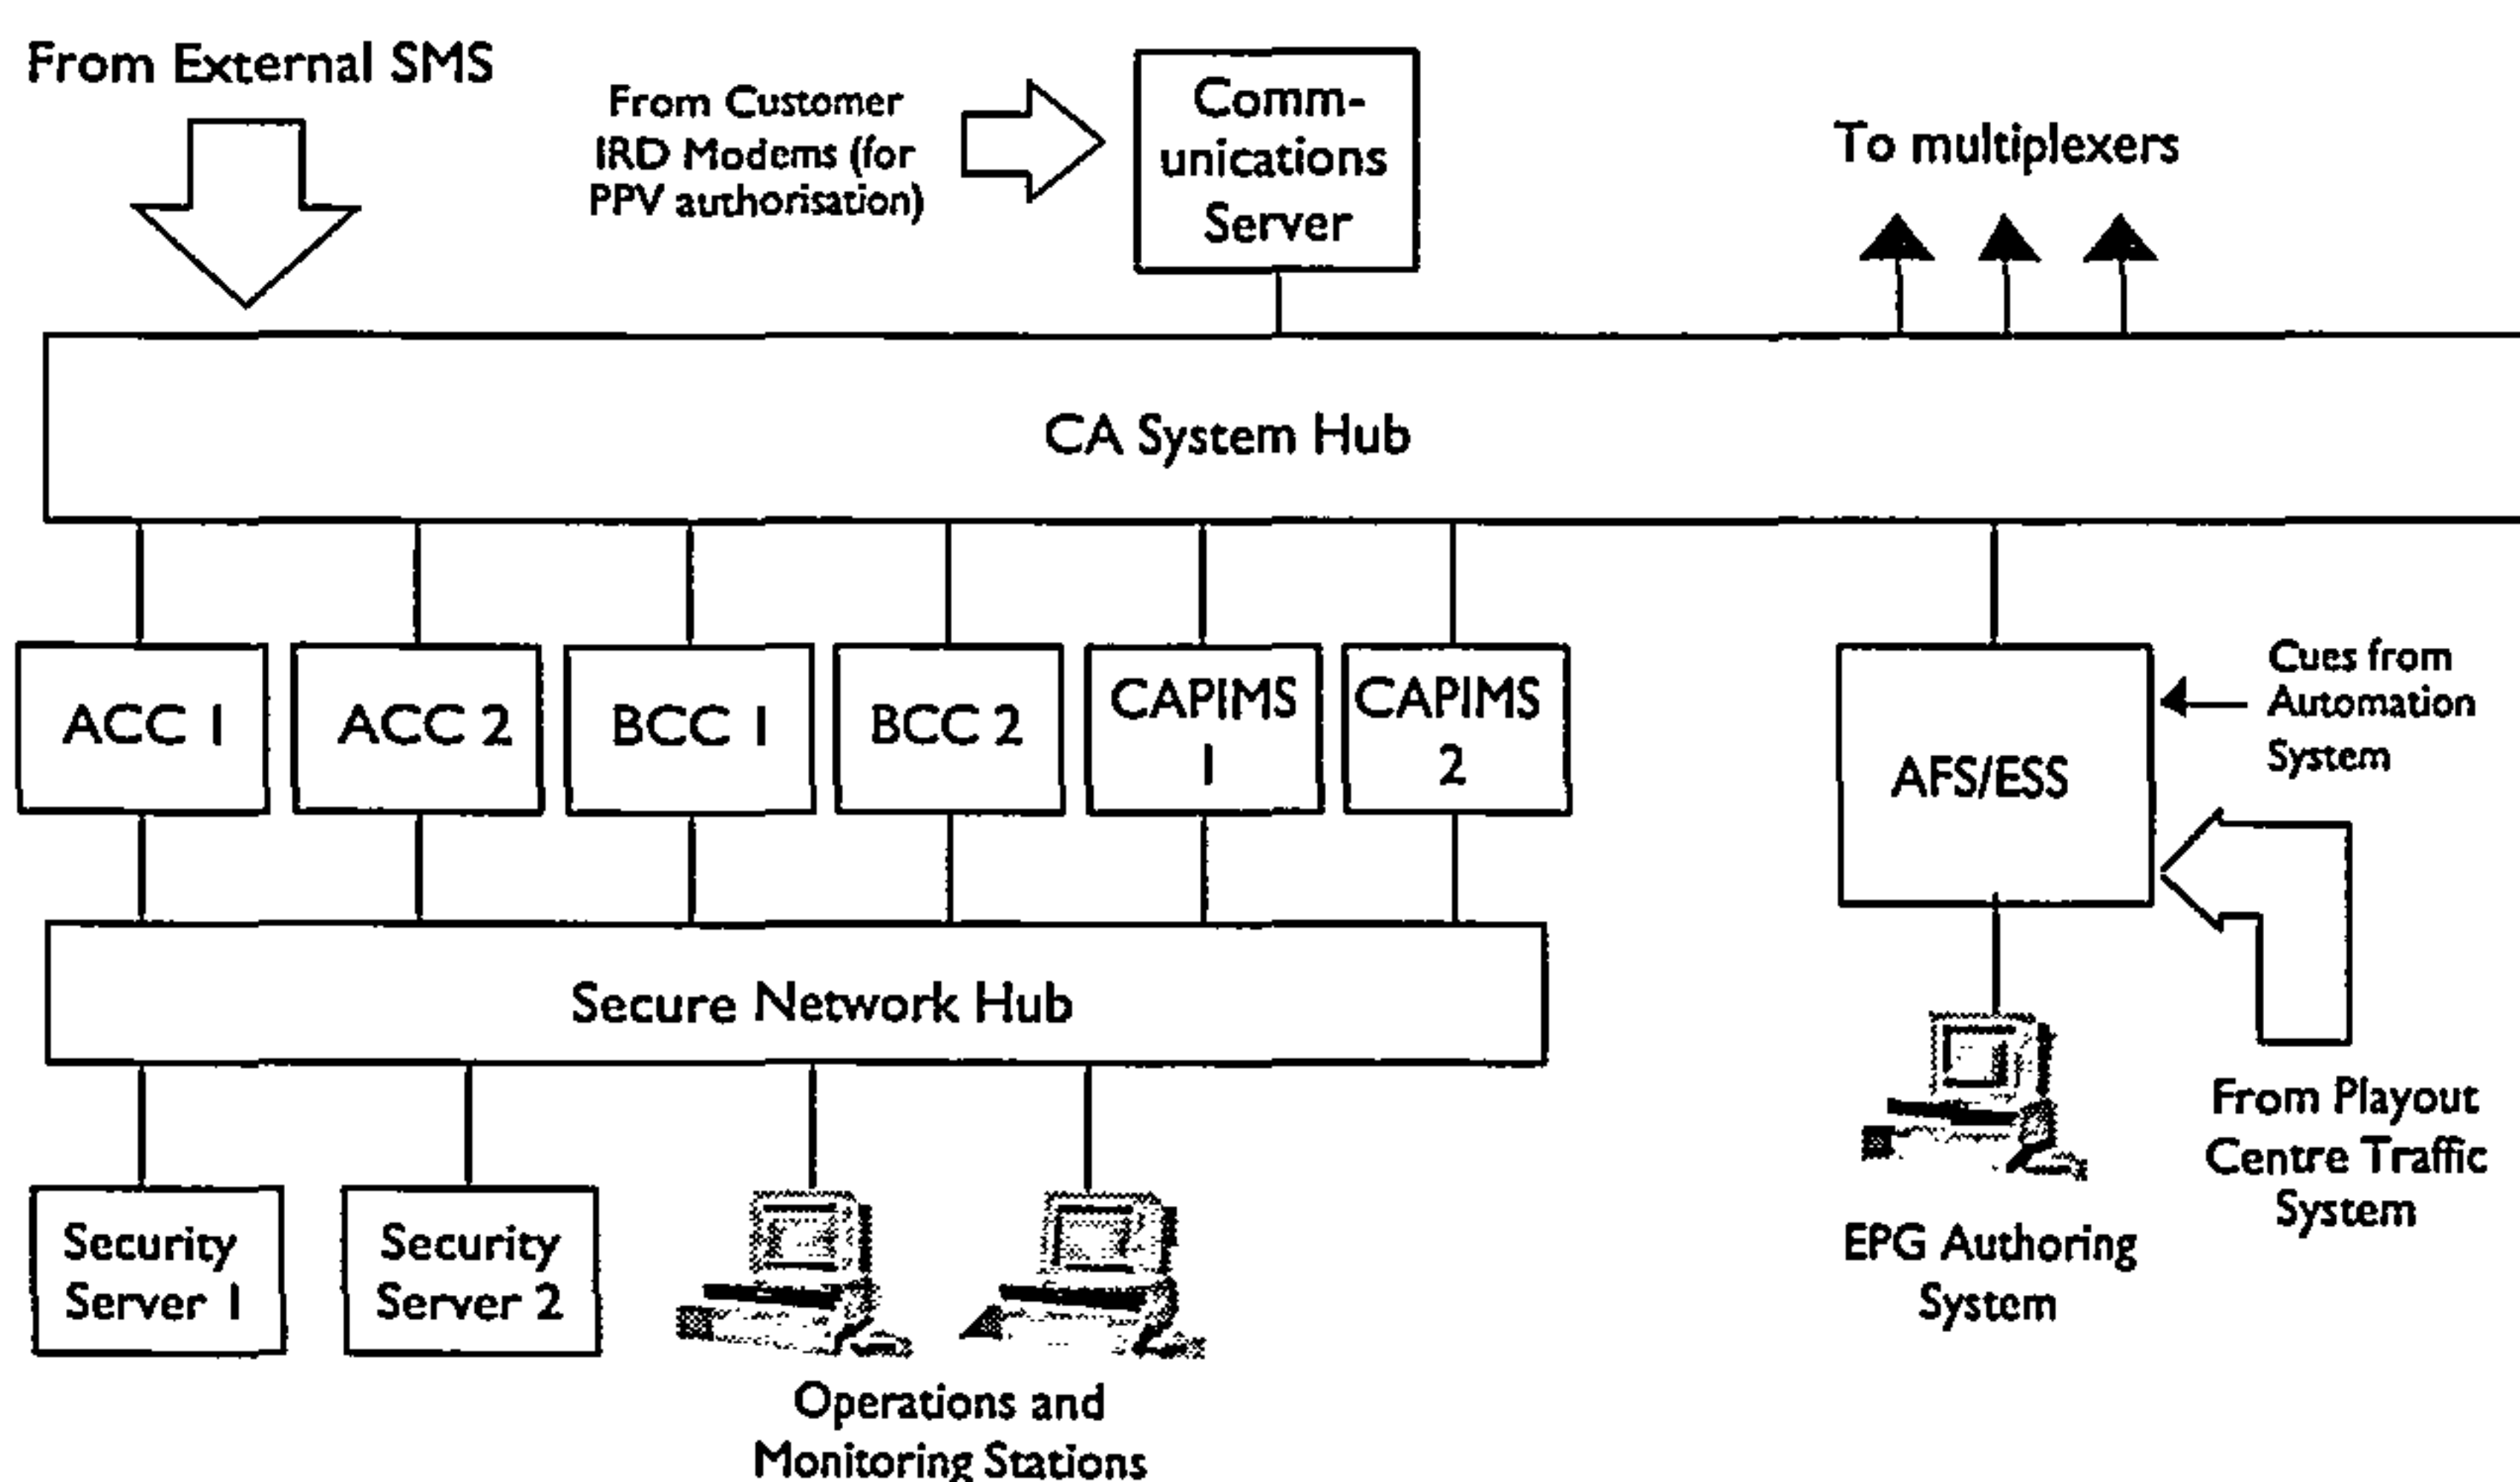 From External SMS
From Customer
IRD Modems (for
PPV authorisation)
Comm-
unications
Server
To multiplexers
CA System Hub
ACC 1
ACC 2
BCC 1
BCC 2
CAPIMS
1
CAPIMS
2
AFS/ESS
Cues from
Automation
System
Secure Network Hub
From Playout
Centre Traffic
System
Security
Server 1
Security
Server 2
EPG Authoring
System
Operations and
Monitoring Stations